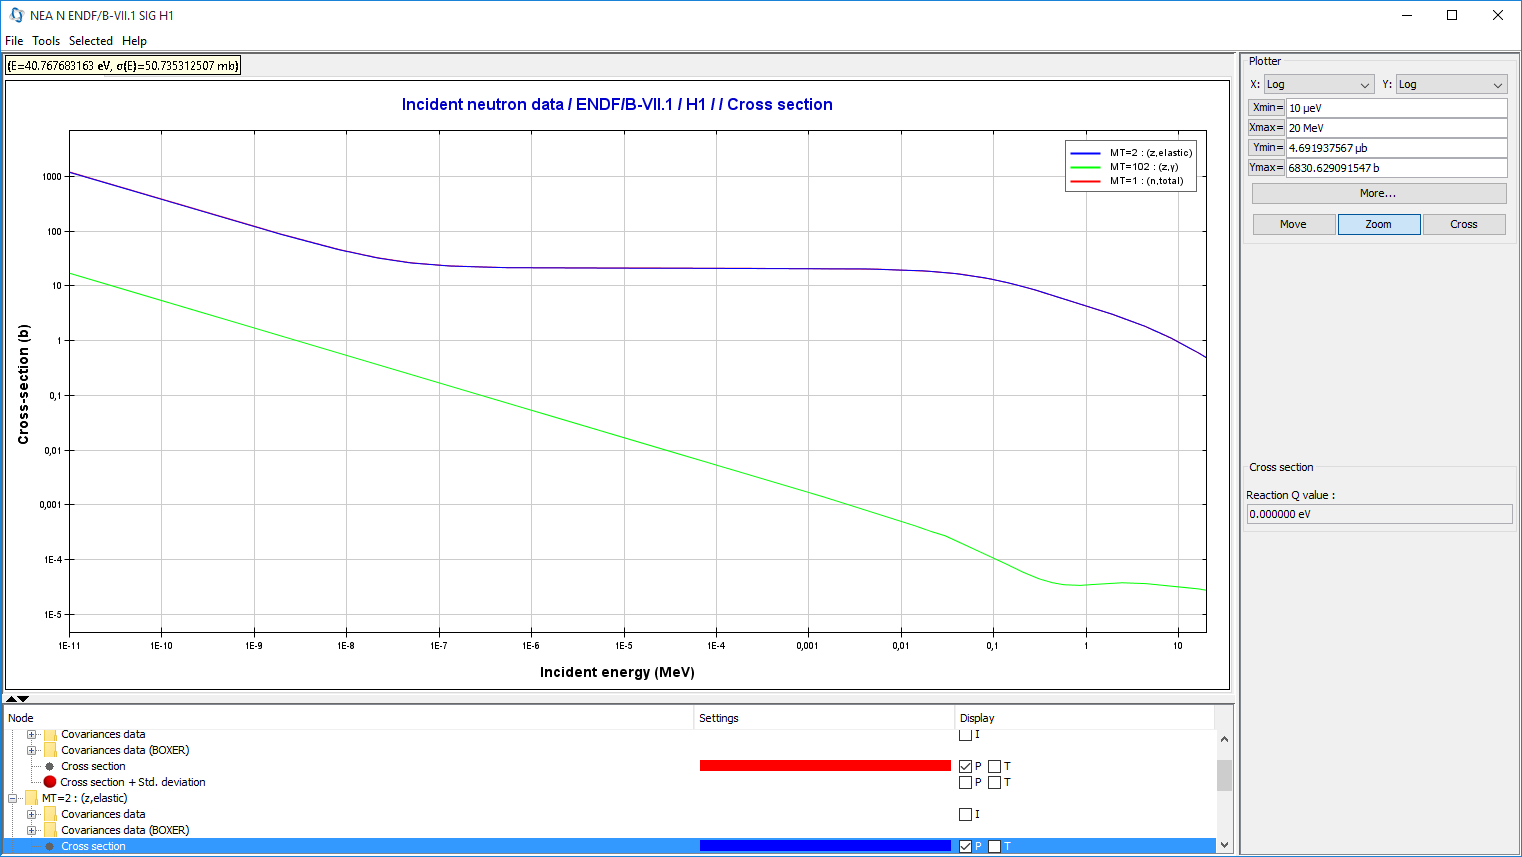 NEA N ENDF/B-VII.1 SIG H1
File Tools Selected Help
(E=40.767683163 eV, σ(E)=50.735312507 mb)
Incident neutron data / ENDF/B-VII.1 / H1 / / Cross section
MT=2 : (z,elastic)
MT=102 : (z,γ)
MT=1 : (n,total)
Cross-section (b)
1000
100
10
1
0,1
0,01
0,001
1E-4
1E-5
1E-11 1E-10 1E-9 1E-8 1E-7 1E-6 1E-5 1E-4 0,001 0,01 0,1 1 10
Incident energy (MeV)
Plotter
X: Log Y: Log
Xmin= 10 µeV
Xmax= 20 MeV
Ymin= 4.691937567 µb
Ymax= 6830.629091547 b
More...
Move Zoom Cross
Cross section
Reaction Q value :
0.000000 eV
Node Settings Display
Covariances data I
Covariances data (BOXER)
Cross section P T
Cross section + Std. deviation P T
MT=2 : (z,elastic)
Covariances data I
Covariances data (BOXER)
Cross section P T